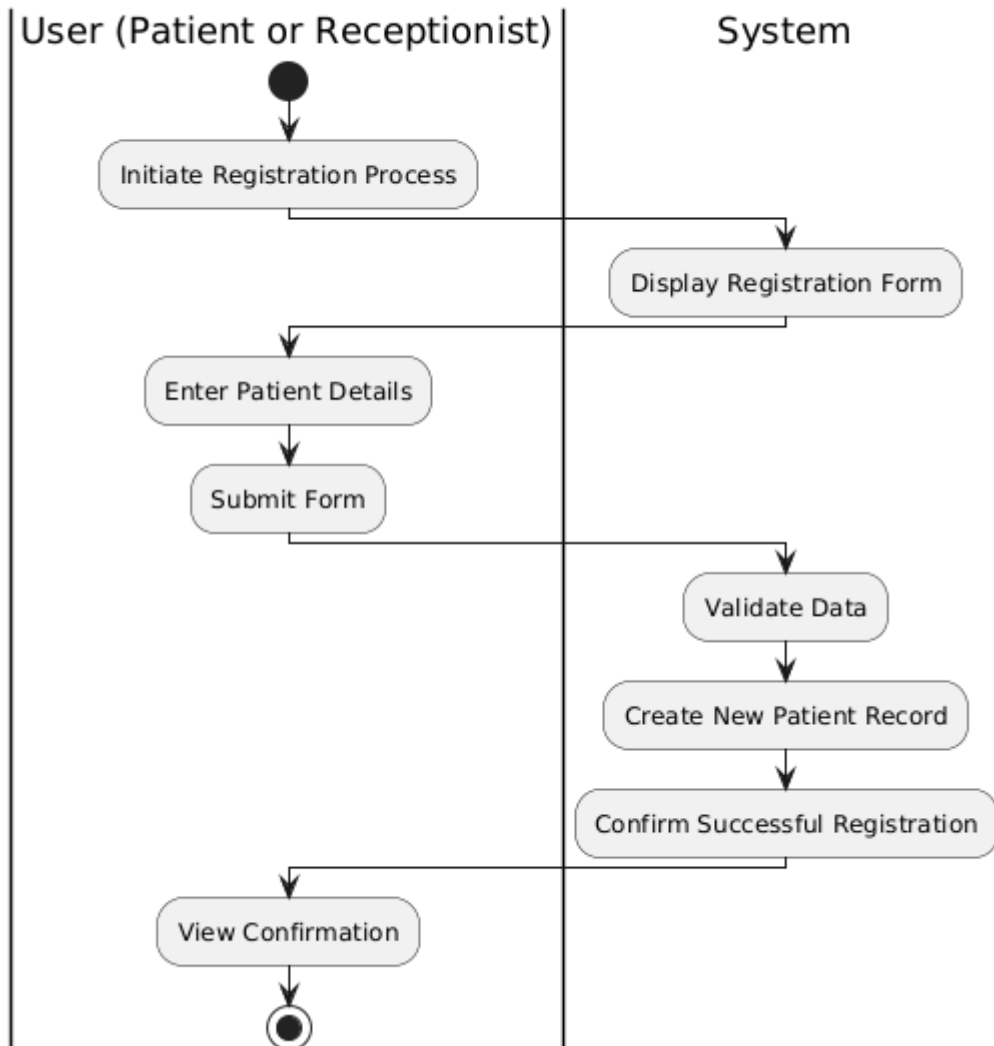 User (Patient or Receptionist)
System
Initiate Registration Process
Display Registration Form
Enter Patient Details
Submit Form
Validate Data
Create New Patient Record
Confirm Successful Registration
View Confirmation